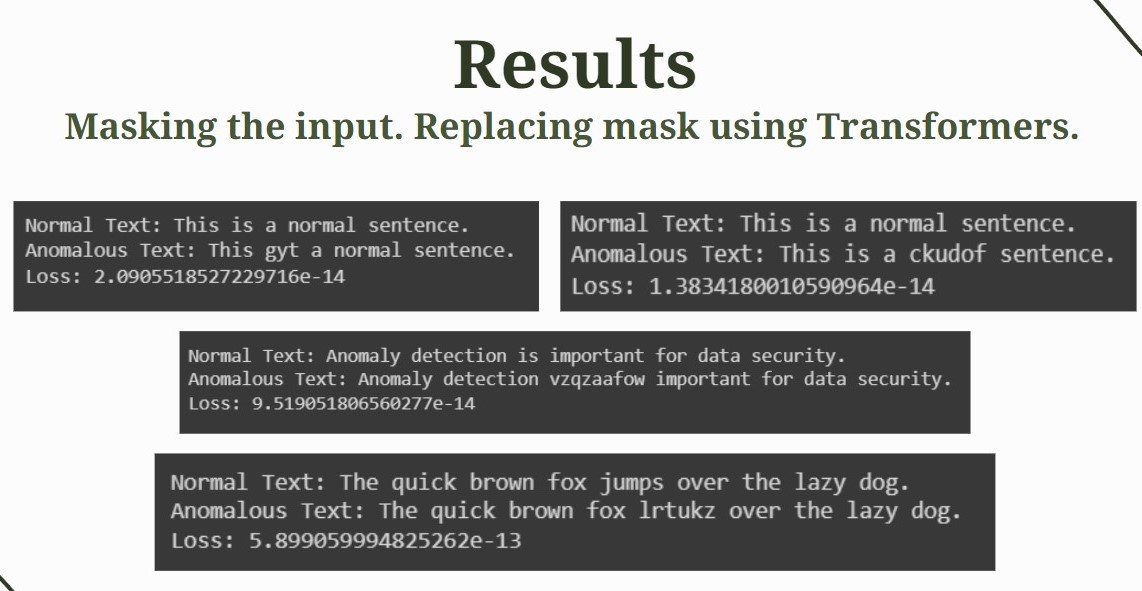 Results
Masking the input. Replacing mask using Transformers.
Normal Text: This is a normal sentence.
Anomalous Text: This gyt a normal sentence.
Loss: 2.0905518527229716e-14
Normal Text: This is a normal sentence.
Anomalous Text: This is a ckudof sentence.
Loss: 1.3834180010590964e-14
Normal Text: Anomaly detection is important for data security.
Anomalous Text: Anomaly detection vzqzaafow important for data security.
Loss: 9.519051806560277e-14
Normal Text: The quick brown fox jumps over the lazy dog.
Anomalous Text: The quick brown fox lrtukz over the lazy dog.
Loss: 5.899059994825262e-13